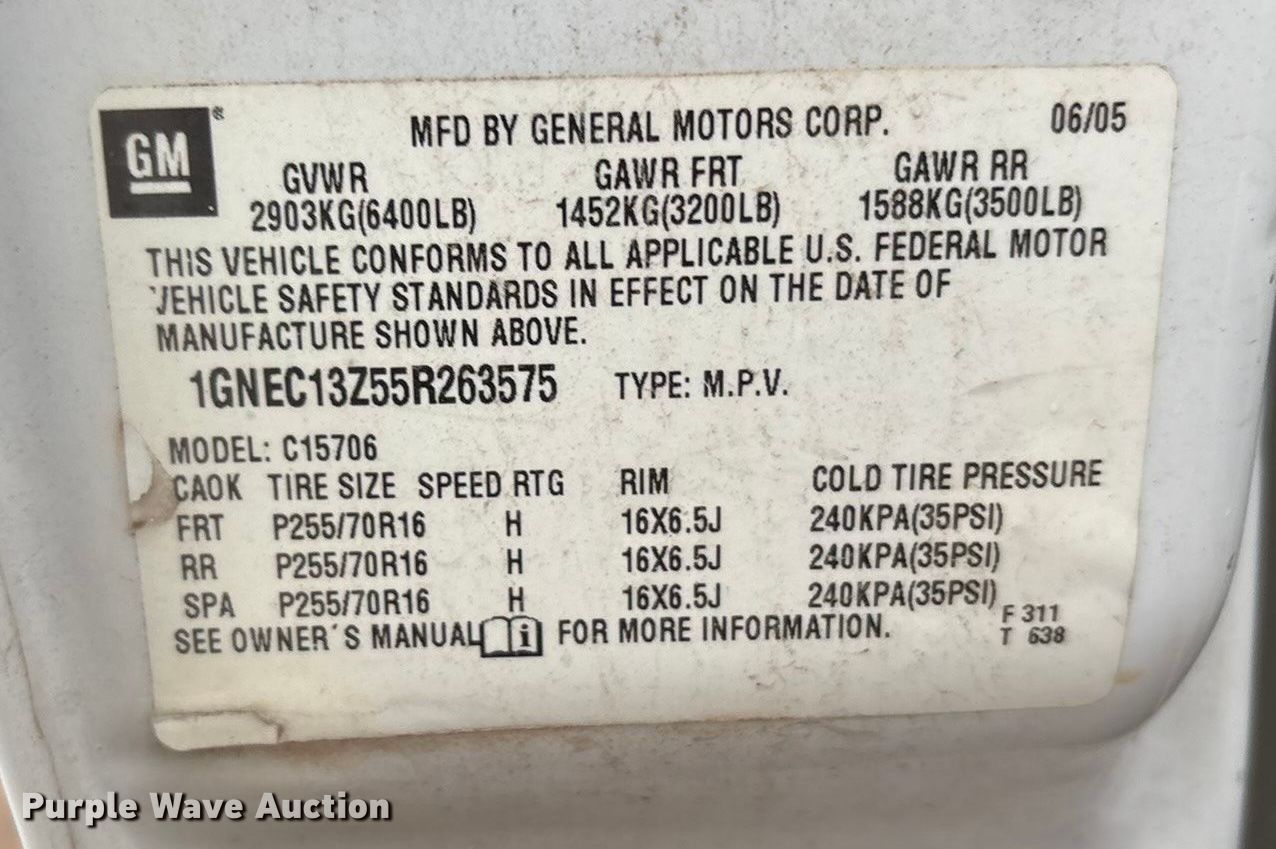 GM®
MFD BY GENERAL MOTORS CORP. 06/05
GVWR GAWR FRT GAWR RR
2903KG(6400LB) 1452KG(3200LB) 1588KG(3500LB)
THIS VEHICLE CONFORMS TO ALL APPLICABLE U.S. FEDERAL MOTOR
VEHICLE SAFETY STANDARDS IN EFFECT ON THE DATE OF
MANUFACTURE SHOWN ABOVE.
1GNEC13Z55R263575 TYPE: M.P.V.
MODEL: C15706
CAOK TIRE SIZE SPEED RTG RIM COLD TIRE PRESSURE
FRT P255/70R16 H 16X6.5J 240KPA(35PSI)
RR P255/70R16 H 16X6.5J 240KPA(35PSI)
SPA P255/70R16 H 16X6.5J 240KPA(35PSI)
SEE OWNER'S MANUAL i FOR MORE INFORMATION.
F 311
T 638
Purple Wave Auction